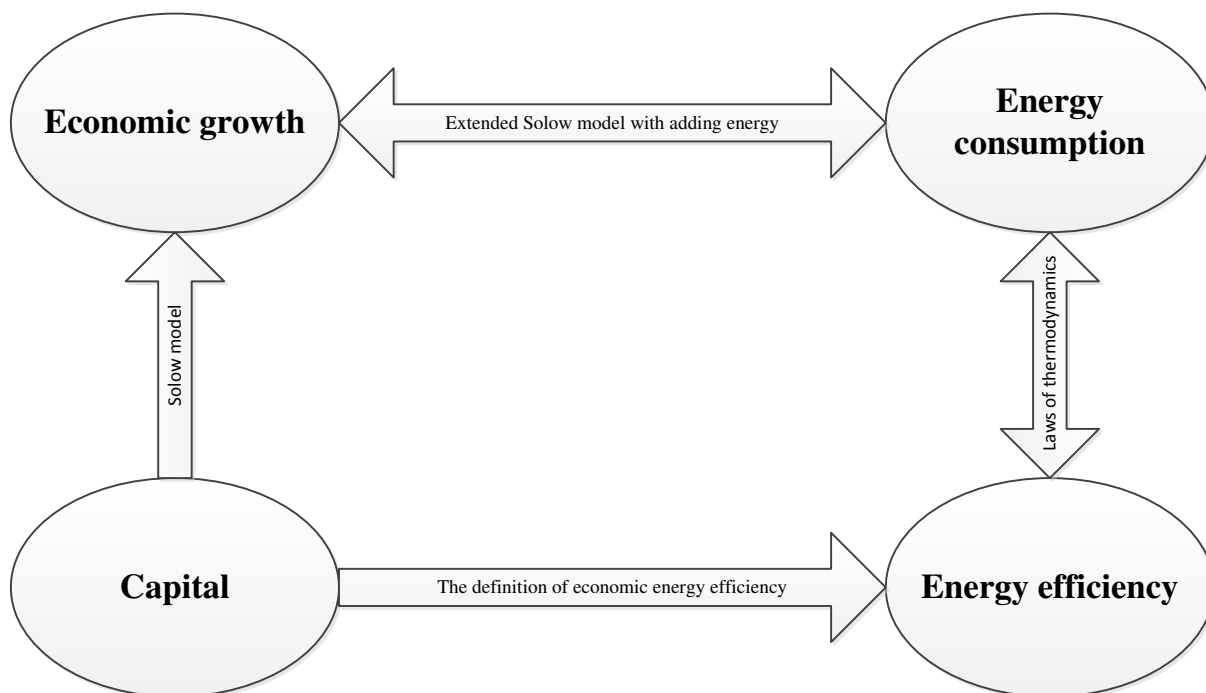 Economic growth
Extended Solow model with adding energy
Energy
consumption
Solow model
Laws of thermodynamics
Capital
The definition of economic energy efficiency
Energy efficiency